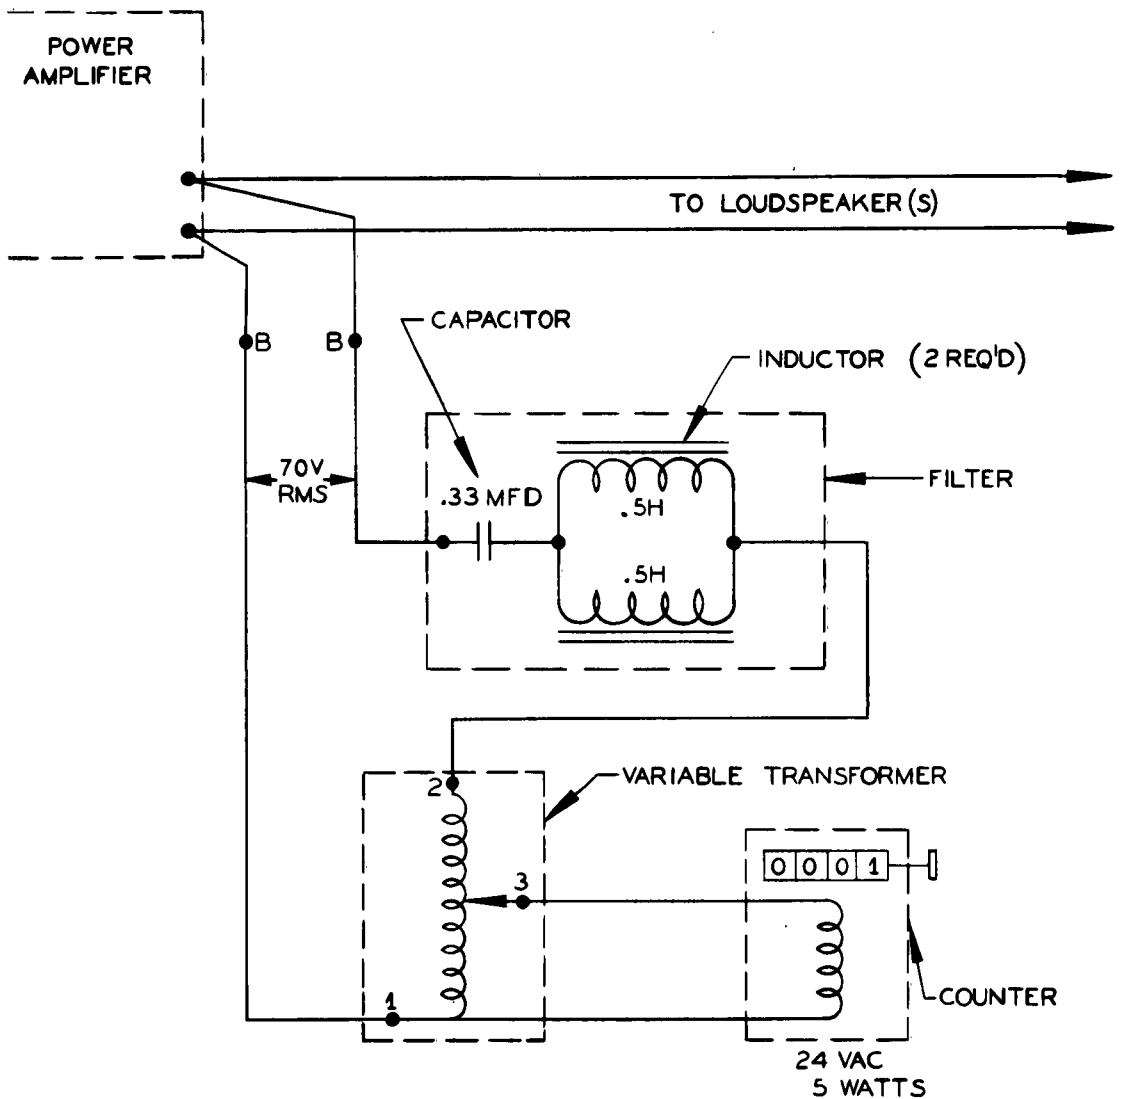 POWER
AMPLIFIER
TO LOUDSPEAKER(S)
B
B
CAPACITOR
INDUCTOR (2 REQ'D)
70V
RMS
.33 MFD
.5H
.5H
FILTER
2
VARIABLE TRANSFORMER
3
0 0 0 1
1
COUNTER
24 VAC
5 WATTS